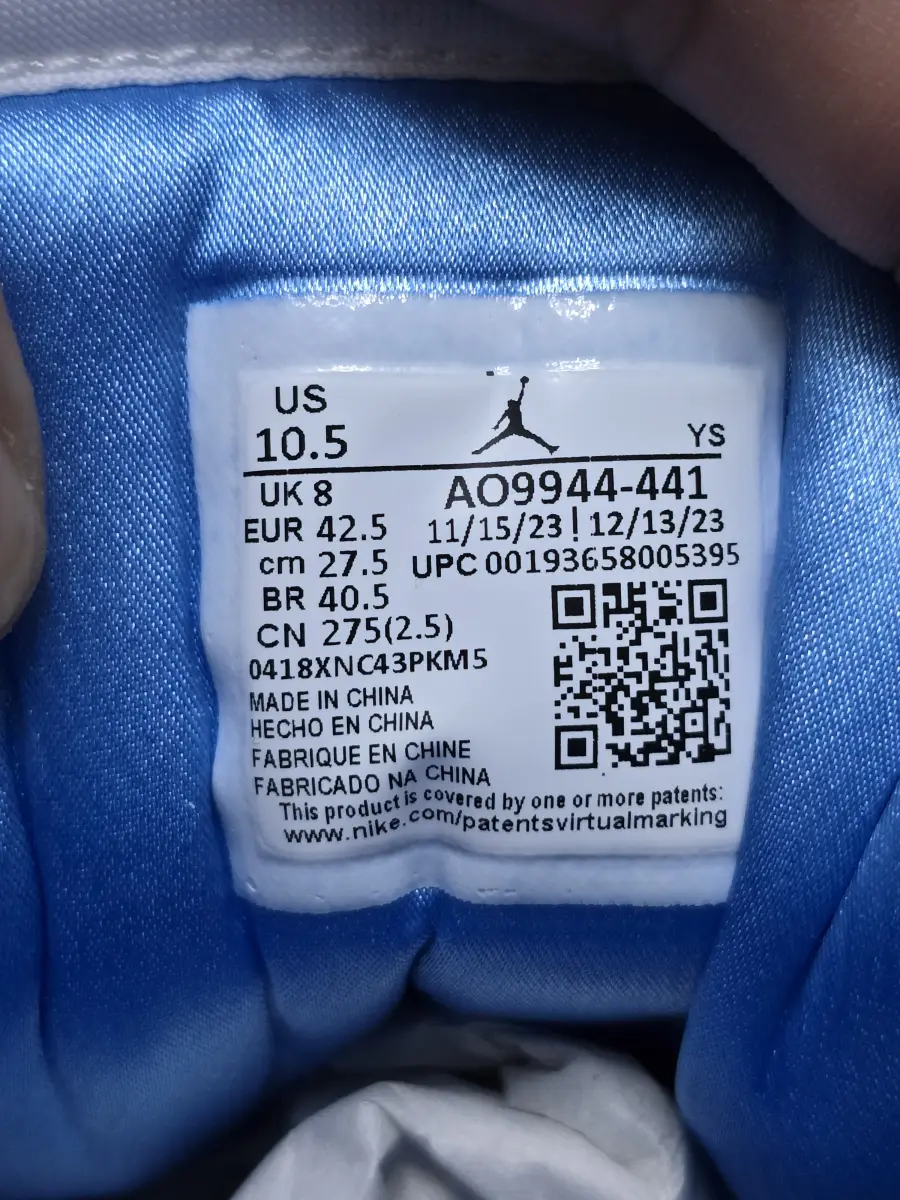 US
10.5
YS
UK 8
AO9944-441
EUR 42.5
11/15/23 | 12/13/23
cm 27.5
UPC 00193658005395
BR 40.5
CN 275(2.5)
0418XNC43PKM5
MADE IN CHINA
HECHO EN CHINA
FABRIQUE EN CHINE
FABRICADO NA CHINA
This product is covered by one or more patents:
www.nike.com/patentsvirtualmarking